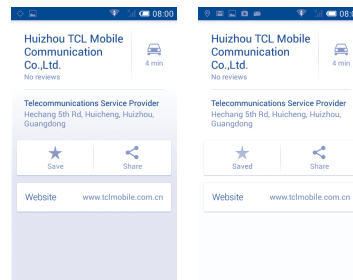 08:00
Huizhou TCL Mobile
Communication
Co.,Ltd.
4 min
No reviews
Telecommunications Service Provider
Hechang 5th Rd, Huicheng, Huizhou,
Guangdong
Save
Share
Website www.tclmobile.com.cn
08:00
Huizhou TCL Mobile
Communication
Co.,Ltd.
4 min
No reviews
Telecommunications Service Provider
Hechang 5th Rd, Huicheng, Huizhou,
Guangdong
Saved
Share
Website www.tclmobile.com.cn